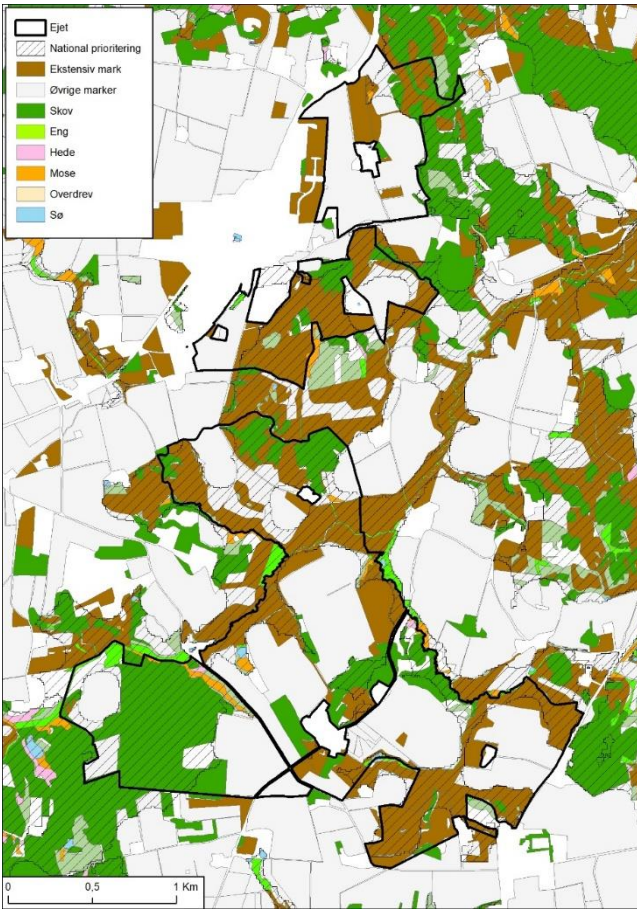 Ejet
National prioritering
Ekstensiv mark
Øvrige marker
Skov
Eng
Hede
Mose
Overdrev
Sø
0 0,5 1 Km